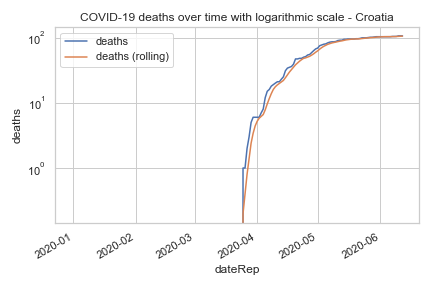 COVID-19 deaths over time with logarithmic scale - Croatia
deaths
deaths (rolling)
10²
10¹
10⁰
deaths
2020-01
2020-02
2020-03
2020-04
2020-05
2020-06
dateRep